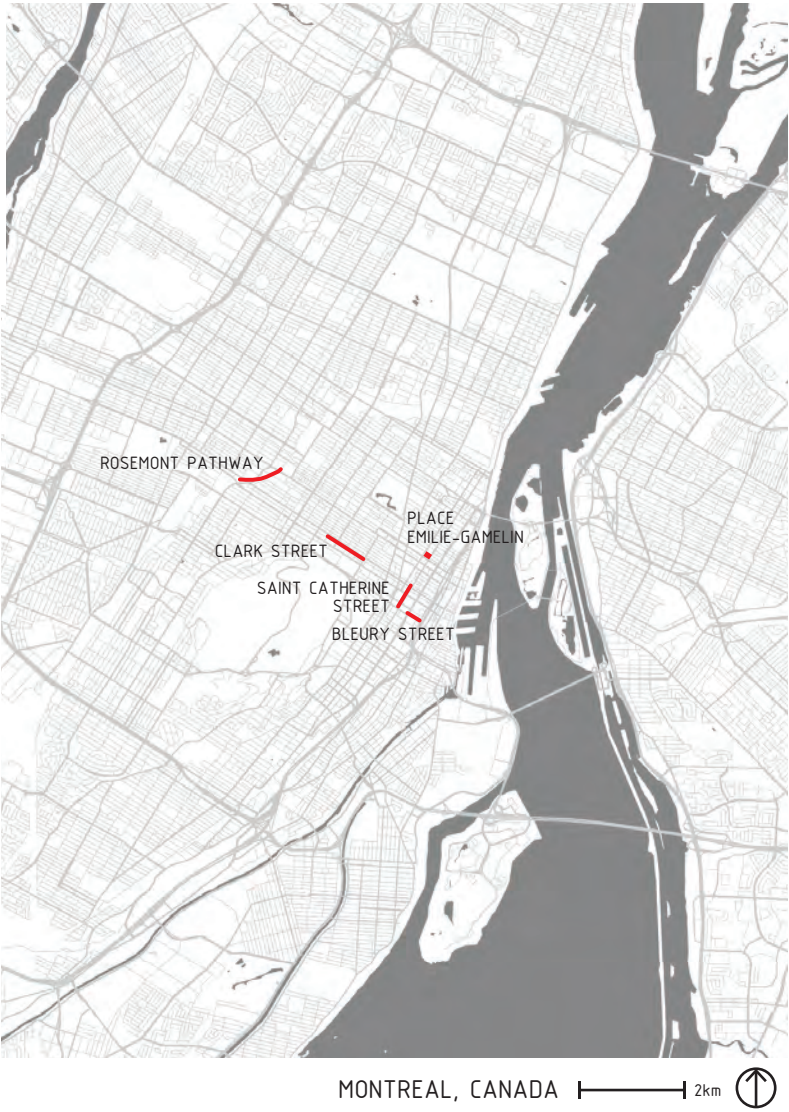 ROSEMONT PATHWAY
PLACE
EMILIE-GAMELIN
CLARK STREET
SAINT CATHERINE
STREET
BLEURY STREET
MONTREAL, CANADA
2km